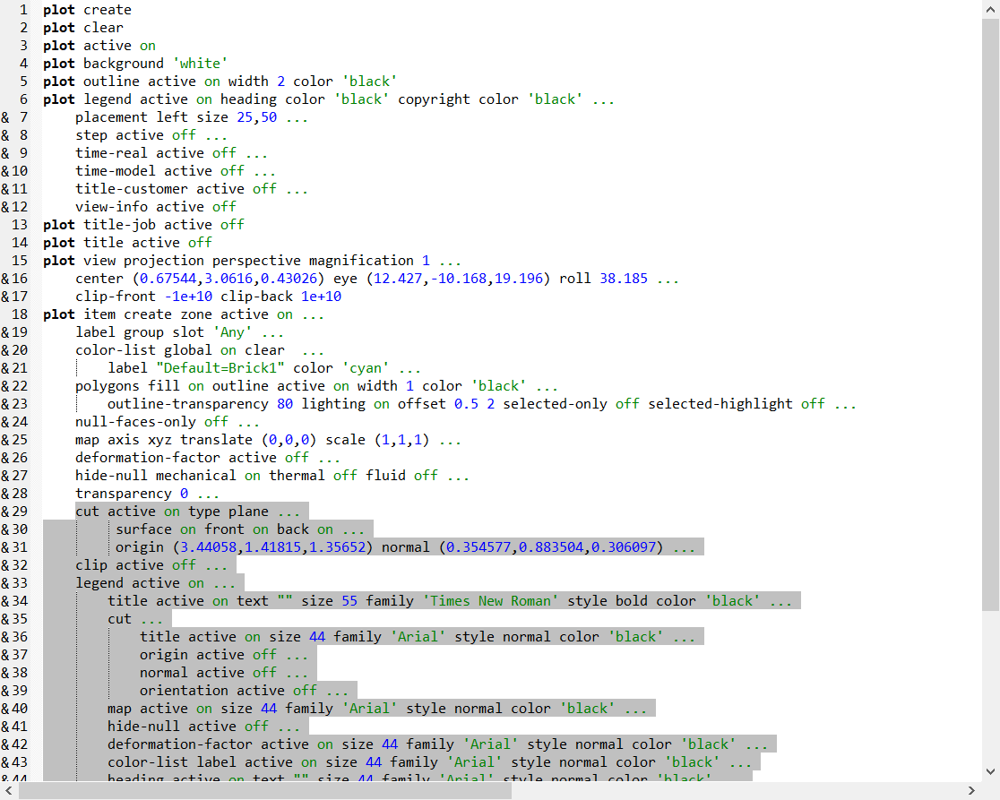 1 plot create
2 plot clear
3 plot active on
4 plot background 'white'
5 plot outline active on width 2 color 'black'
6 plot legend active on heading color 'black' copyright color 'black' ...
& 7 placement left size 25,50 ...
& 8 step active off ...
& 9 time-real active off ...
&10 time-model active off ...
&11 title-customer active off ...
&12 view-info active off
13 plot title-job active off
14 plot title active off
15 plot view projection perspective magnification 1 ...
&16 center (0.67544,3.0616,0.43026) eye (12.427,-10.168,19.196) roll 38.185 ...
&17 clip-front -1e+10 clip-back 1e+10
18 plot item create zone active on ...
&19 label group slot 'Any' ...
&20 color-list global on clear  ...
&21 label "Default=Brick1" color 'cyan' ...
&22 polygons fill on outline active on width 1 color 'black' ...
&23 outline-transparency 80 lighting on offset 0.5 2 selected-only off selected-highlight off ...
&24 null-faces-only off ...
&25 map axis xyz translate (0,0,0) scale (1,1,1) ...
&26 deformation-factor active off ...
&27 hide-null mechanical on thermal off fluid off ...
&28 transparency 0 ...
&29 cut active on type plane ...
&30 surface on front on back on ...
&31 origin (3.44058,1.41815,1.35652) normal (0.354577,0.883504,0.306097) ...
&32 clip active off ...
&33 legend active on ...
&34 title active on text "" size 55 family 'Times New Roman' style bold color 'black' ...
&35 cut ...
&36 title active on size 44 family 'Arial' style normal color 'black' ...
&37 origin active off ...
&38 normal active off ...
&39 orientation active off ...
&40 map active on size 44 family 'Arial' style normal color 'black' ...
&41 hide-null active off ...
&42 deformation-factor active on size 44 family 'Arial' style normal color 'black' ...
&43 color-list label active on size 44 family 'Arial' style normal color 'black' ...
&44 heading active on text "" size 44 family 'Arial' style normal color 'black'